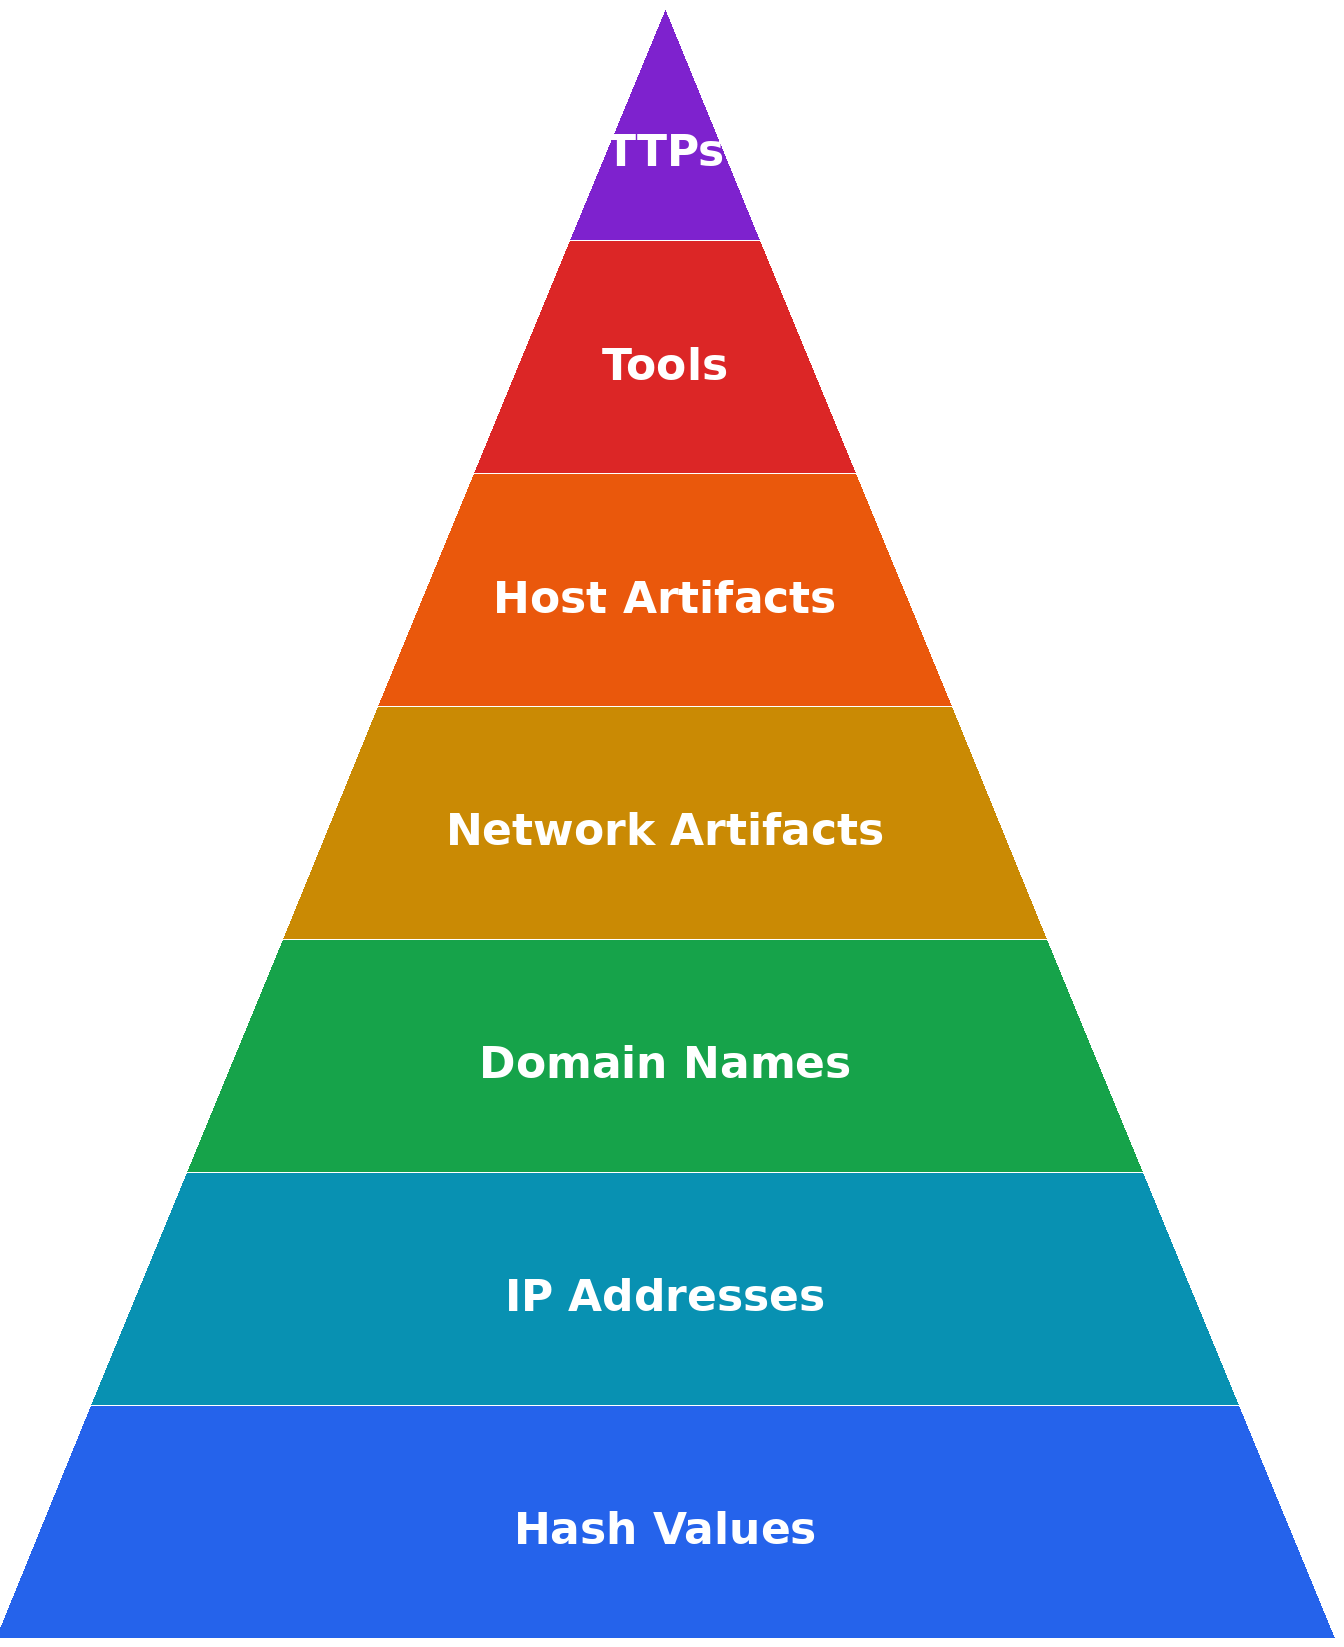 TTPs
Tools
Host Artifacts
Network Artifacts
Domain Names
IP Addresses
Hash Values